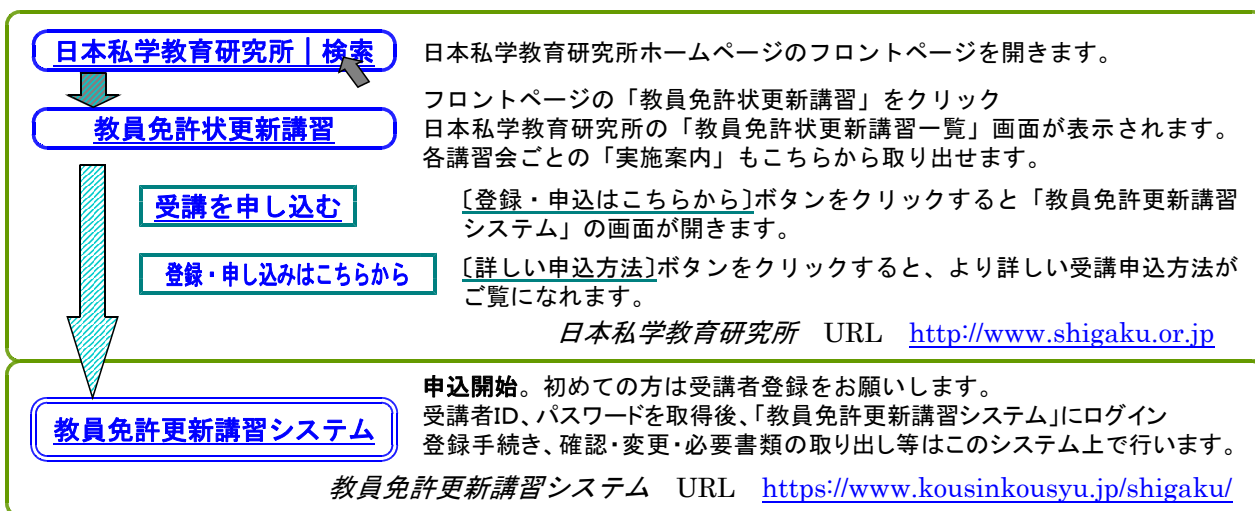 日本私学教育研究所｜検索
日本私学教育研究所ホームページのフロントページを開きます。
フロントページの「教員免許状更新講習」をクリック
教員免許状更新講習
日本私学教育研究所の「教員免許状更新講習一覧」画面が表示されます。
各講習会ごとの「実施案内」もこちらから取り出せます。
受講を申し込む
〔登録・申込はこちらから〕ボタンをクリックすると「教員免許更新講習
システム」の画面が開きます。
登録・申し込みはこちらから
〔詳しい申込方法〕ボタンをクリックすると、より詳しい受講申込方法が
ご覧になれます。
日本私学教育研究所 URL http://www.shigaku.or.jp
教員免許更新講習システム
申込開始。初めての方は受講者登録をお願いします。
受講者ID、パスワードを取得後、「教員免許更新講習システム」にログイン
登録手続き、確認・変更・必要書類の取り出し等はこのシステム上で行います。
教員免許更新講習システム URL https://www.kousinkousyu.jp/shigaku/